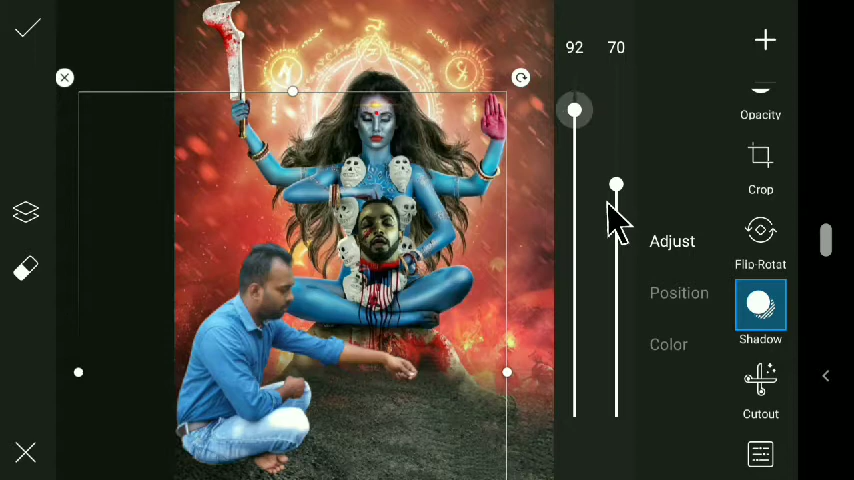 92 70
Opacity
Crop
Adjust
Flip-Rotat
Position
Shadow
Color
Cutout